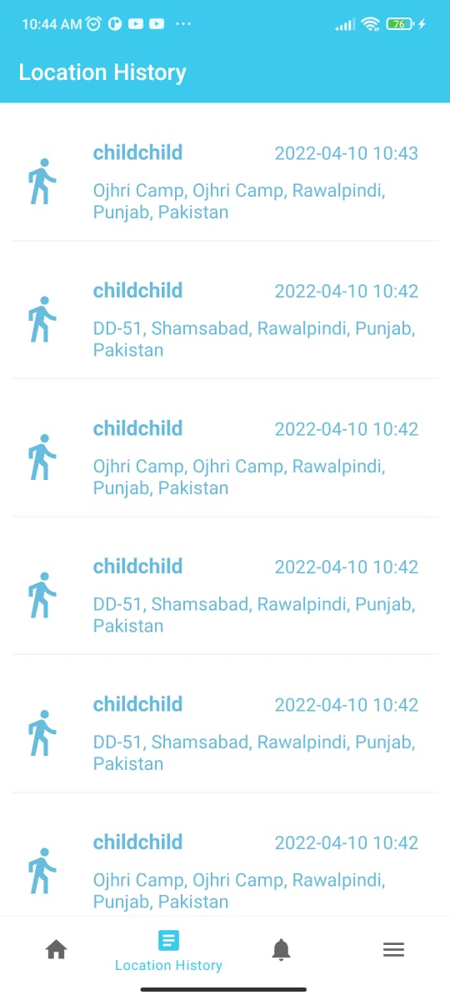 10:44 AM 76
Location History
childchild 2022-04-10 10:43
Ojhri Camp, Ojhri Camp, Rawalpindi,
Punjab, Pakistan
childchild 2022-04-10 10:42
DD-51, Shamsabad, Rawalpindi, Punjab,
Pakistan
childchild 2022-04-10 10:42
Ojhri Camp, Ojhri Camp, Rawalpindi,
Punjab, Pakistan
childchild 2022-04-10 10:42
DD-51, Shamsabad, Rawalpindi, Punjab,
Pakistan
childchild 2022-04-10 10:42
DD-51, Shamsabad, Rawalpindi, Punjab,
Pakistan
childchild 2022-04-10 10:42
Ojhri Camp, Ojhri Camp, Rawalpindi,
Punjab, Pakistan
Location History